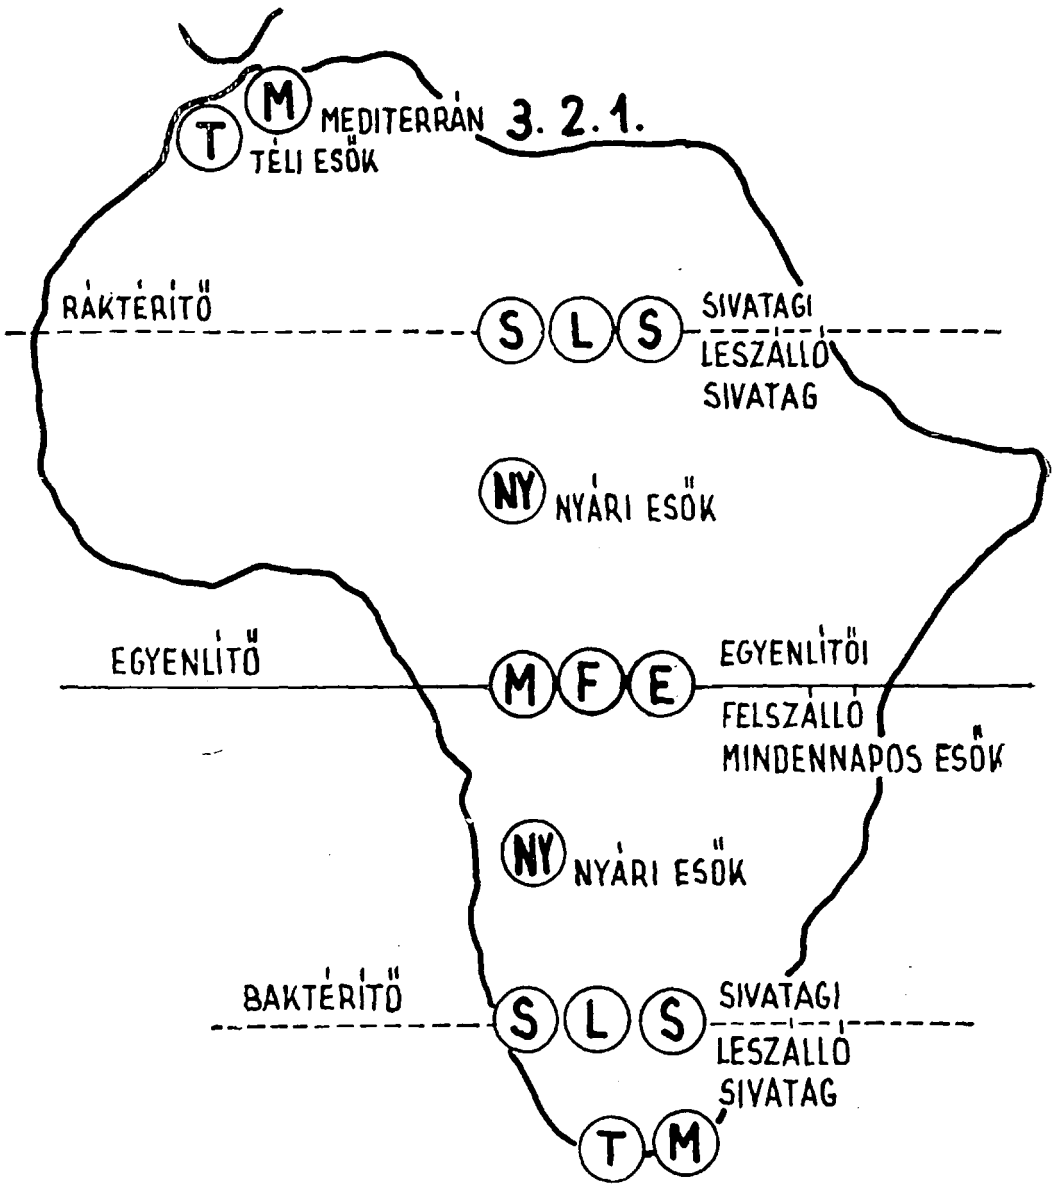 M MEDITERRÁN 3. 2. 1.
T TÉLI ESŐK
RÁKTÉRÍTŐ S L S SIVATAGI
LESZÁLLÓ
SIVATAG
NY NYÁRI ESŐK
EGYENLÍTŐ M F E EGYENLÍTŐI
FELSZÁLLÓ
MINDENNAPOS ESŐK
NY NYÁRI ESŐK
BAKTÉRÍTŐ S L S SIVATAGI
LESZÁLLÓ
SIVATAG
T M